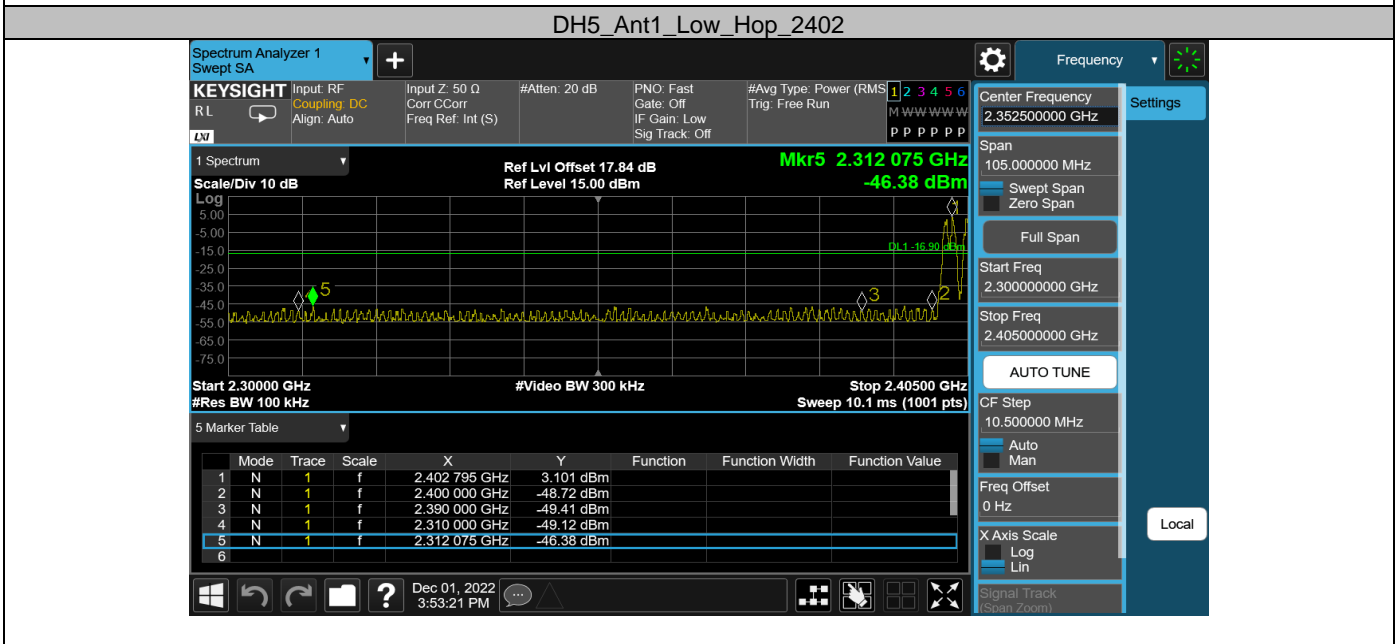 DH5_Ant1_Low_Hop_2402
Spectrum Analyzer 1
Swept SA
+
Frequency
KEYSIGHT
RL
LXI
Input: RF
Coupling: DC
Align: Auto
Input Z: 50 Ω
Corr CCorr
Freq Ref: Int (S)
#Atten: 20 dB
PNO: Fast
Gate: Off
IF Gain: Low
Sig Track: Off
#Avg Type: Power (RMS
Trig: Free Run
1 2 3 4 5 6
M W W W W W
P P P P P P
1 Spectrum
Scale/Div 10 dB
Ref Lvl Offset 17.84 dB
Ref Level 15.00 dBm
Mkr5 2.312 075 GHz
-46.38 dBm
Log
5.00
-5.00
-15.0
-25.0
-35.0
-45.0
-55.0
-65.0
-75.0
DL1 -16.90 dBm
5
3
2
Start 2.30000 GHz
#Res BW 100 kHz
#Video BW 300 kHz
Stop 2.40500 GHz
Sweep 10.1 ms (1001 pts)
5 Marker Table
Mode Trace Scale X Y Function Function Width Function Value
1 N 1 f 2.402 795 GHz 3.101 dBm
2 N 1 f 2.400 000 GHz -48.72 dBm
3 N 1 f 2.390 000 GHz -49.41 dBm
4 N 1 f 2.310 000 GHz -49.12 dBm
5 N 1 f 2.312 075 GHz -46.38 dBm
6
? Dec 01, 2022
3:53:21 PM
Center Frequency
2.352500000 GHz
Settings
Span
105.000000 MHz
Swept Span
Zero Span
Full Span
Start Freq
2.300000000 GHz
Stop Freq
2.405000000 GHz
AUTO TUNE
CF Step
10.500000 MHz
Auto
Man
Freq Offset
0 Hz
X Axis Scale
Log
Lin
Local
Signal Track
(Span Zoom)